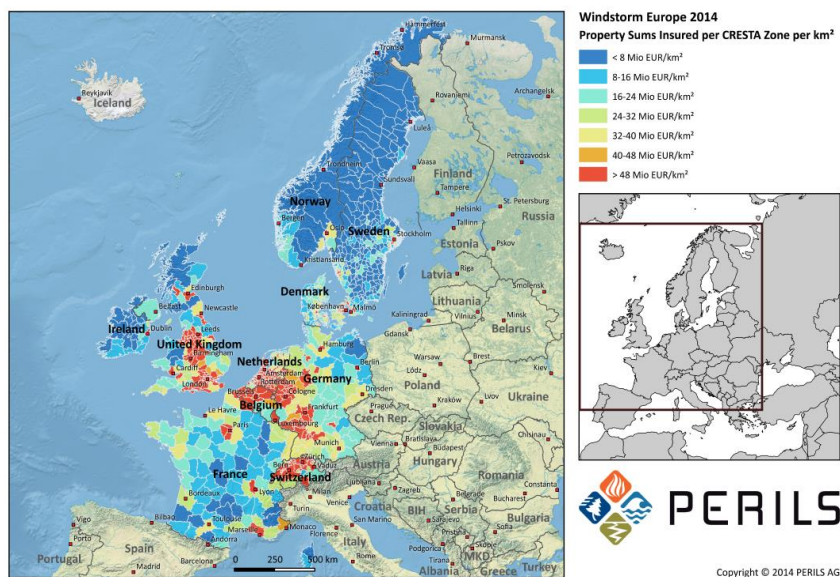 Windstorm Europe 2014
Property Sums Insured per CRESTA Zone per km²
< 8 Mio EUR/km²
8-16 Mio EUR/km²
16-24 Mio EUR/km²
24-32 Mio EUR/km²
32-40 Mio EUR/km²
40-48 Mio EUR/km²
> 48 Mio EUR/km²
Hammerfest
Tromsø
Murmansk
Reykjavik
Iceland
Rovaniemi
Archangelsk
Luleå
Trondheim
Vaasa
Finland
Petrozavodsk
Sundsvall
Tampere
Norway
Bergen
Oslo
Helsinki
St. Petersburg
Sweden
Stockholm
Tallinn
Russia
Estonia
Pskov
Kristiansand
Latvia
Riga
Denmark
Edinburgh
København
Malmö
Lithuania
Smolensk
Belfast
Newcastle
Kaliningrad
Vilnius
Minsk
Ireland
Dublin
Leeds
Gdansk
Belarus
United Kingdom
Hamburg
Birmingham
Netherlands
Amsterdam
Berlin
Warsaw
Brest
Cardiff
London
Rotterdam
Germany
Łódź
Poland
Kiev
Brussels
Cologne
Dresden
Belgium
Le Havre
Frankfurt
Prague
Kraków
Lvov
Ukraine
Luxembourg
Czech Rep.
Paris
Slovakia
Munich
Vienna
Bratislava
Chisinau
Zürich
Austria
Budapest
Bern
Vaduz
Hungary
France
Switzerland
Ljubljana
Romania
Lyon
Milan
Venice
Zagreb
Constanta
Bordeaux
Turin
Croatia
Belgrade
Bucharest
Vigo
Bilbao
Toulouse
Monaco
San Marino
BIH
Serbia
Porto
Marseille
Florence
Sarajevo
Bulgaria
Andorra
Italy
Podgorica
Pristina
Sofia
Portugal
Spain
Madrid
Barcelona
Rome
Tirana
MKD
Albania
Greece
Turkey
0 250 500 km
PERILS
Copyright © 2014 PERILS AG